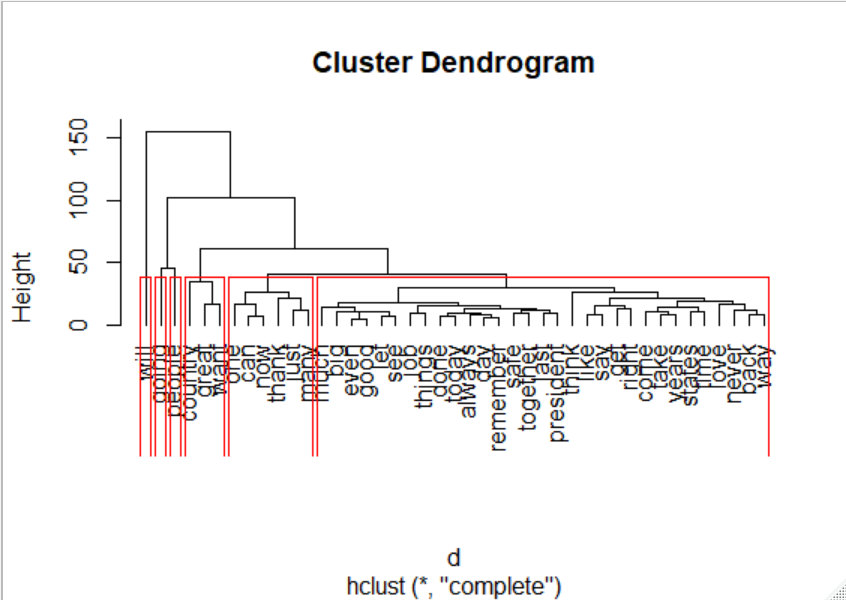 Cluster Dendrogram
Height
150
100
50
0
will
going
people
country
great
want
one
can
now
thank
just
many
much
big
even
good
let
see
job
things
done
today
always
day
remember
safe
together
last
president
think
like
say
get
right
come
take
years
states
time
love
never
back
way
d
hclust (*, "complete")